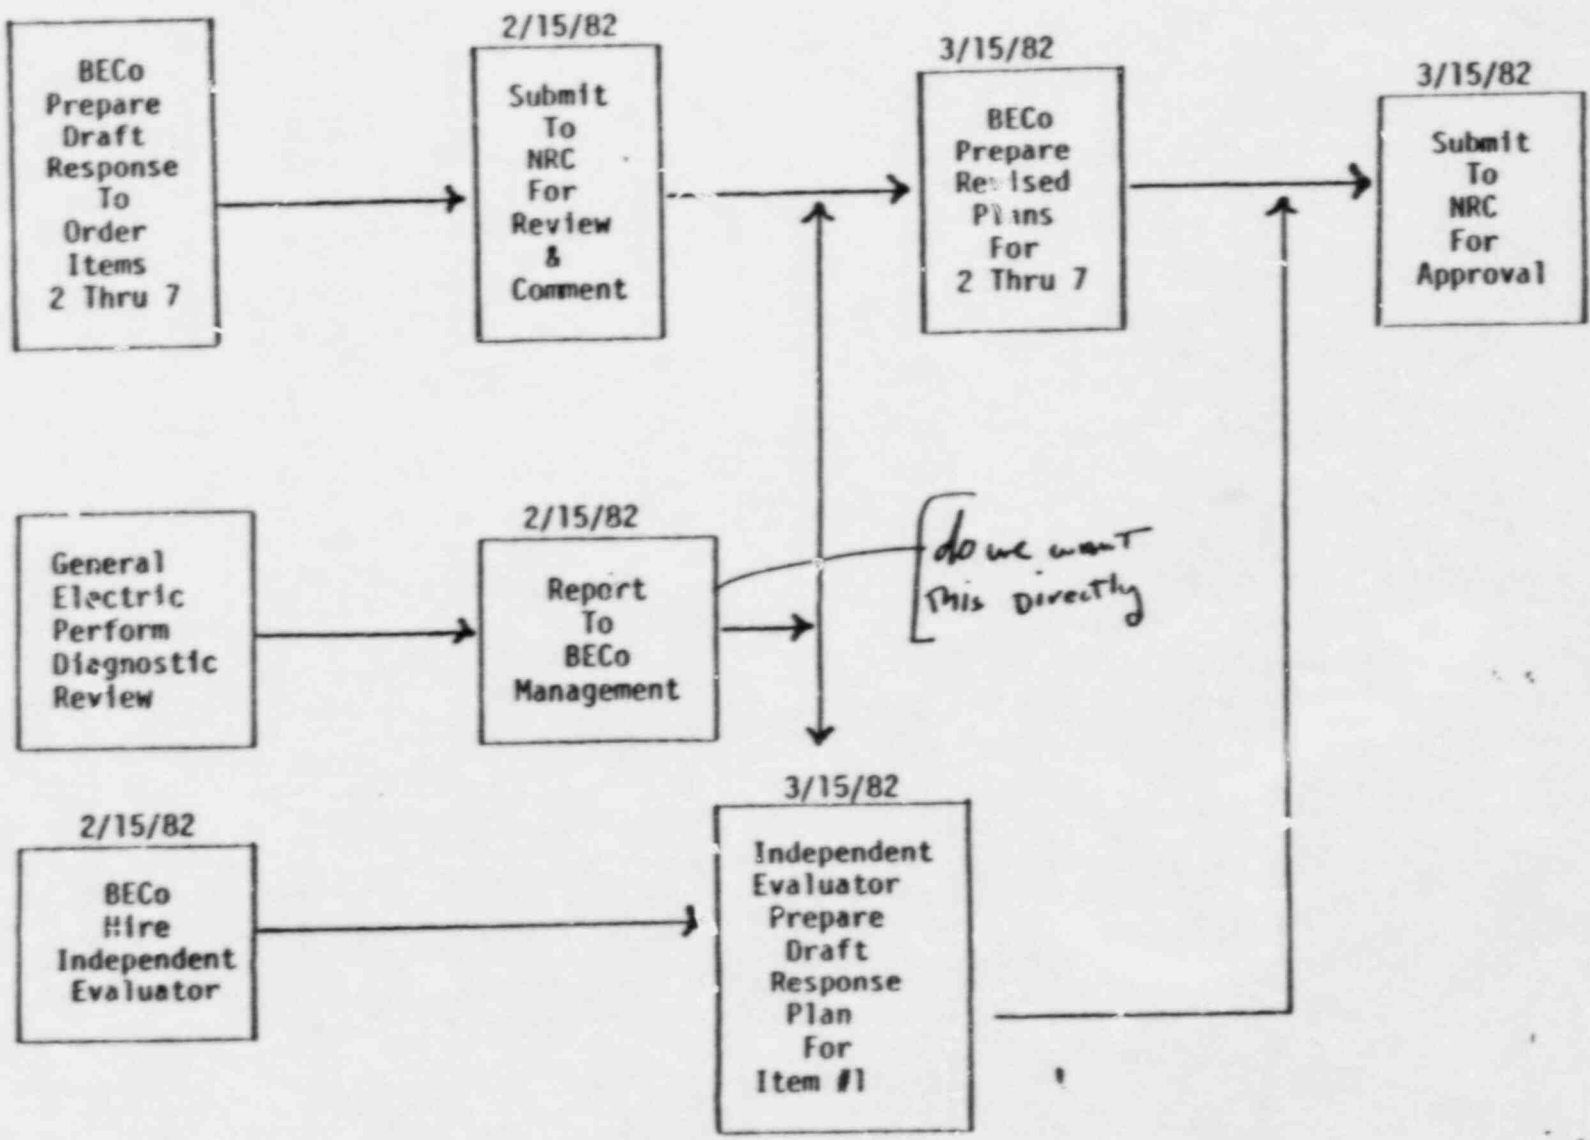 BECo
Prepare
Draft
Response
To
Order
Items
2 Thru 7
2/15/82
Submit
To
NRC
For
Review
&
Comment
3/15/82
BECo
Prepare
Revised
Plans
For
2 Thru 7
3/15/82
Submit
To
NRC
For
Approval
General
Electric
Perform
Diagnostic
Review
2/15/82
Report
To
BECo
Management
do we want
This Directly
2/15/82
BECo
Hire
Independent
Evaluator
3/15/82
Independent
Evaluator
Prepare
Draft
Response
Plan
For
Item #1